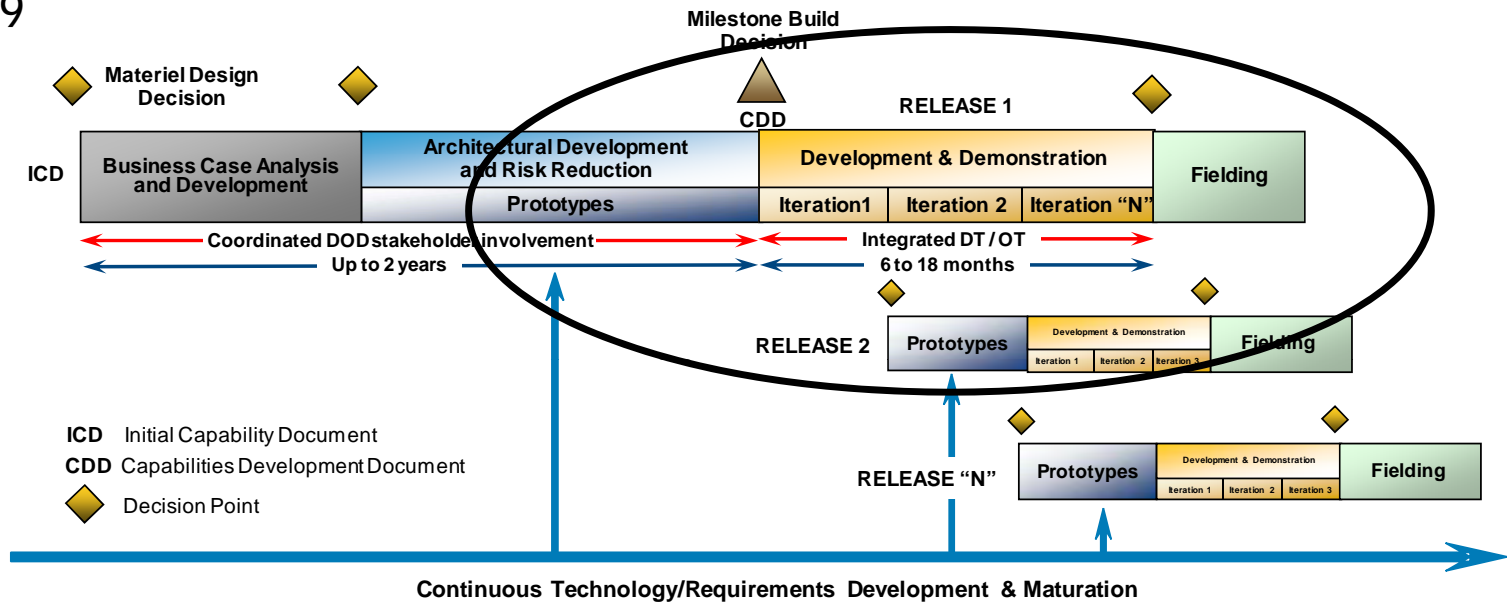 9
Milestone Build
Decision
Materiel Design
Decision
RELEASE 1
CDD
ICD
Business Case Analysis
and Development
Architectural Development
and Risk Reduction
Prototypes
Development & Demonstration
Iteration1
Iteration 2
Iteration “N”
Fielding
Coordinated DOD stakeholder involvement
Up to 2 years
Integrated DT / OT
6 to 18 months
RELEASE 2
Prototypes
Development & Demonstration
Iteration 1
Iteration 2
Iteration 3
Fielding
RELEASE “N”
Prototypes
Development & Demonstration
Iteration 1
Iteration 2
Iteration 3
Fielding
ICD Initial Capability Document
CDD Capabilities Development Document
Decision Point
Continuous Technology/Requirements Development & Maturation